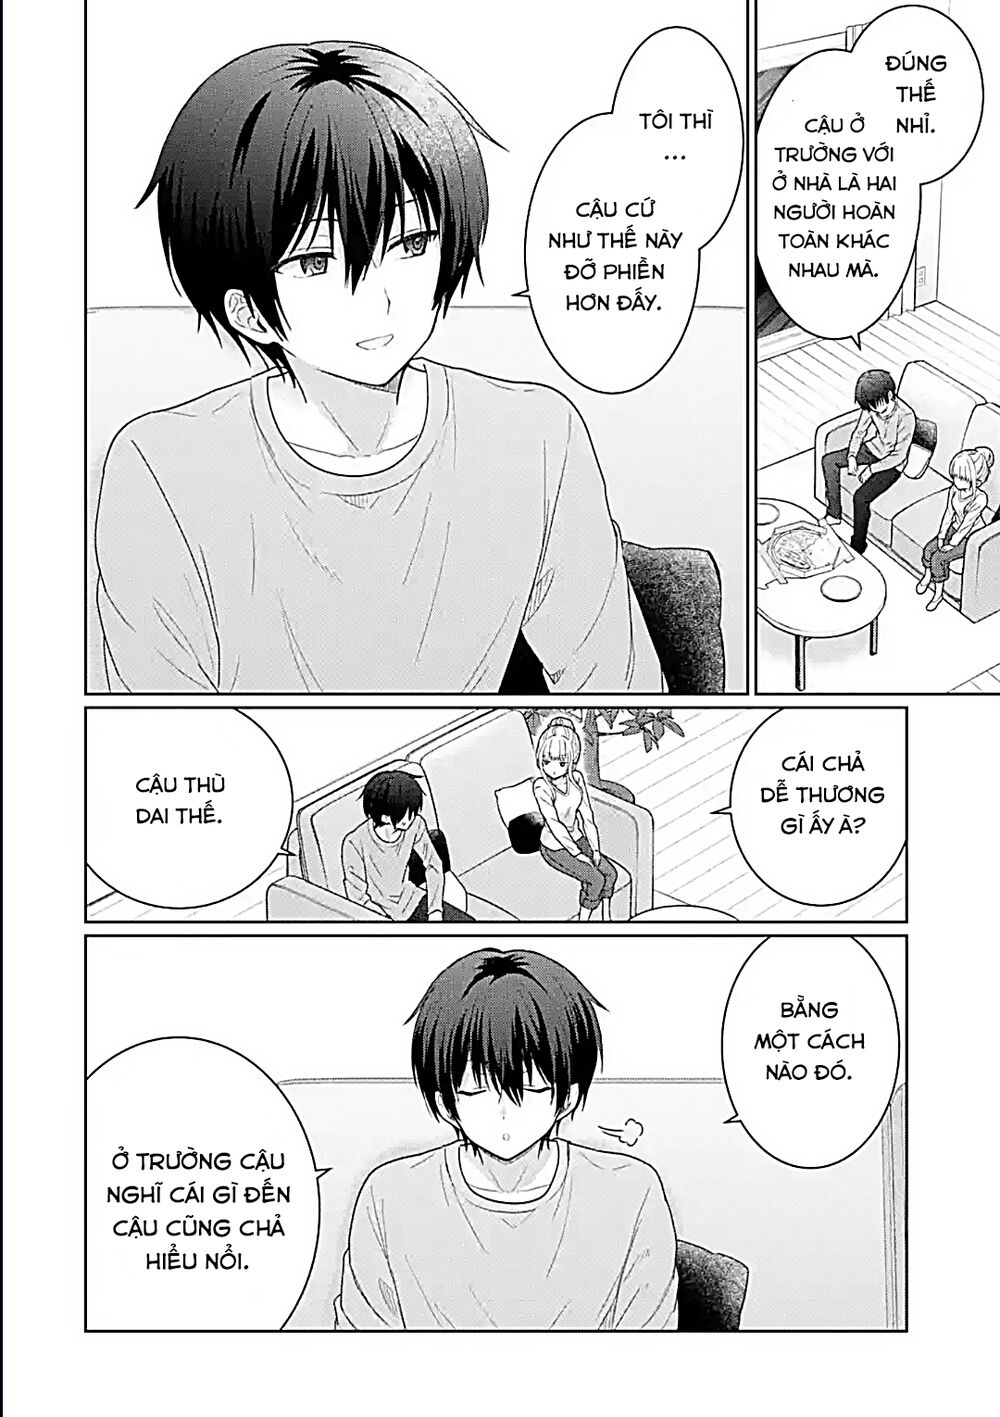 ĐÚNG
THẾ
NHỈ.
CẬU Ở
TRƯỜNG VỚI
Ở NHÀ LÀ HAI
NGƯỜI HOÀN
TOÀN KHÁC
NHAU MÀ.
TÔI THÌ
...
CẬU CỨ
NHƯ THẾ NÀY
ĐỠ PHIỀN
HƠN ĐẤY.
CÁI CHẢ
DỄ THƯƠNG
GÌ ẤY À?
CẬU THÙ
DAI THẾ.
BẰNG
MỘT CÁCH
NÀO ĐÓ.
Ở TRƯỜNG CẬU
NGHĨ CÁI GÌ ĐẾN
CẬU CŨNG CHẢ
HIỂU NỔI.